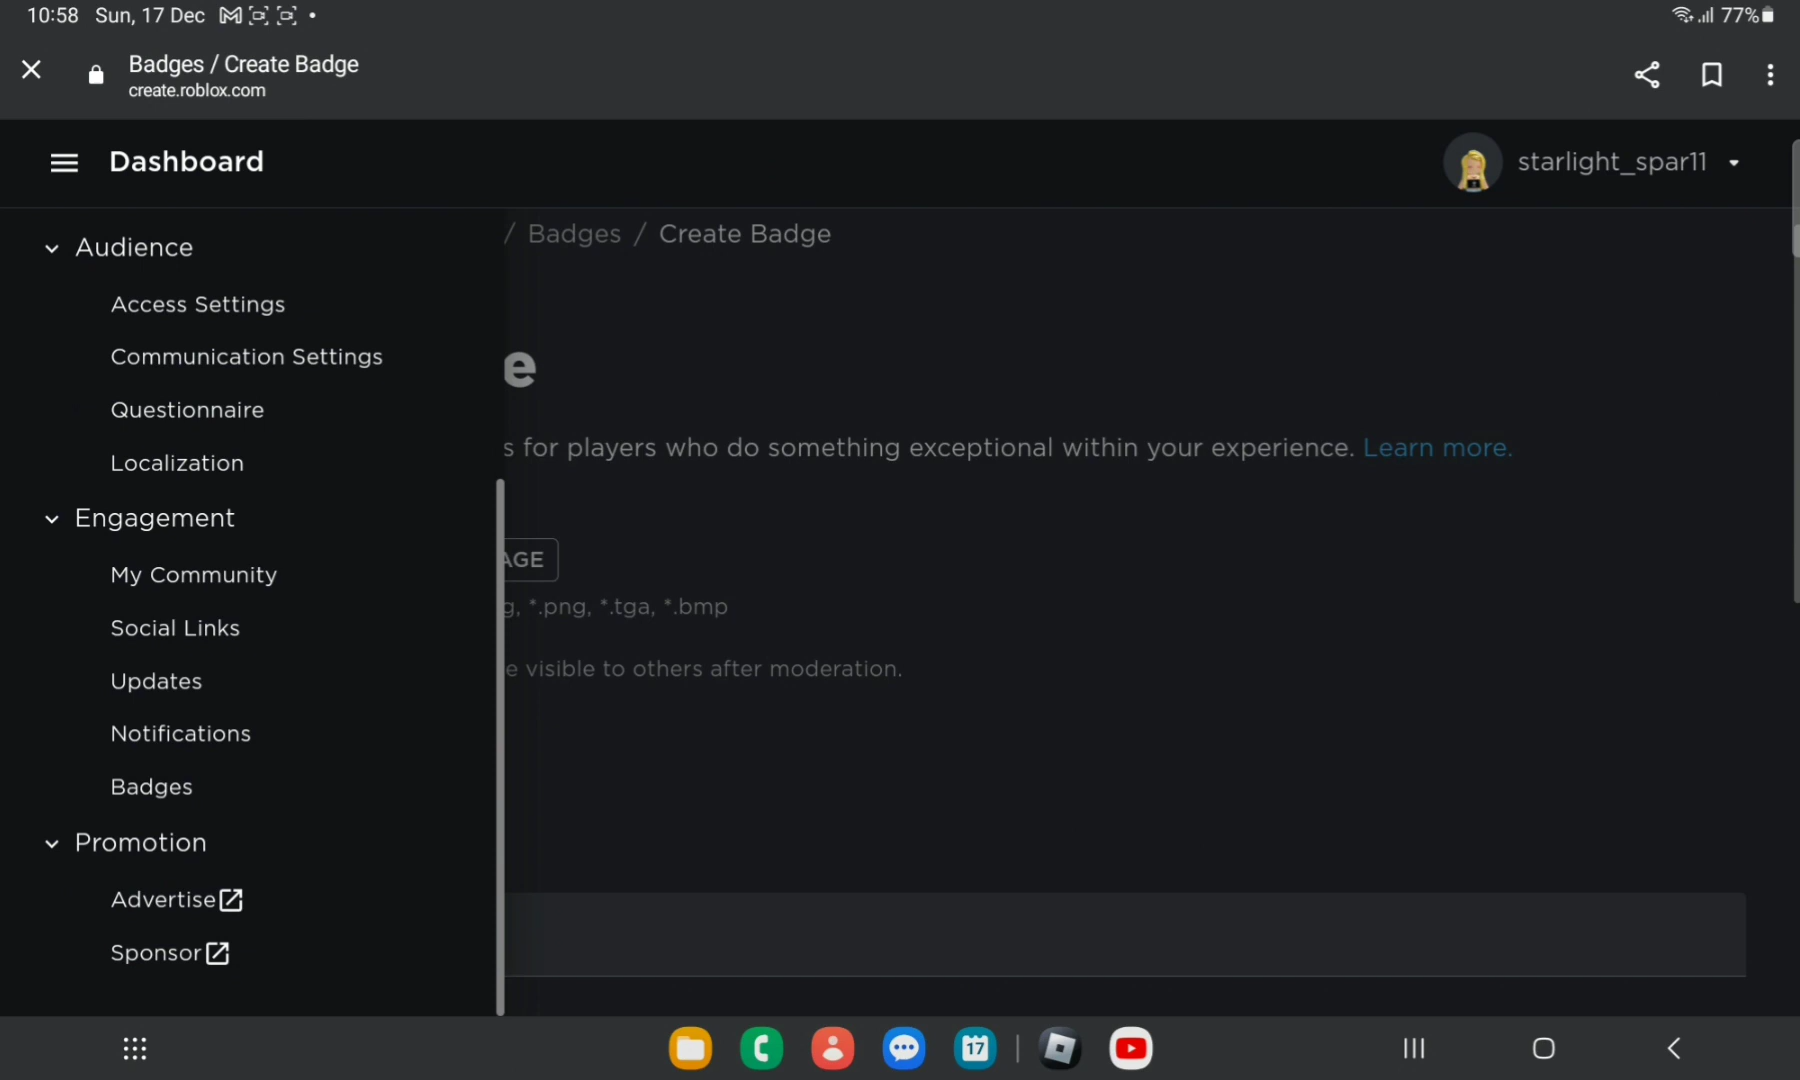 10:58 Sun, 17 Dec
77%
Badges / Create Badge
create.roblox.com
Dashboard
starlight_spar11
Audience
/ Badges / Create Badge
Access Settings
Communication Settings
e
Questionnaire
s for players who do something exceptional within your experience. Learn more.
Localization
Engagement
AGE
My Community
g, *.png, *.tga, *.bmp
Social Links
e visible to others after moderation.
Updates
Notifications
Badges
Promotion
Advertise
Sponsor
17